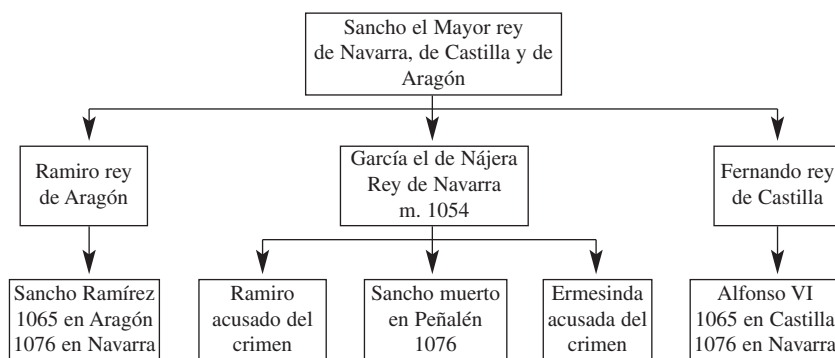 Sancho el Mayor rey
de Navarra, de Castilla y de
Aragón
Ramiro rey
de Aragón
García el de Nájera
Rey de Navarra
m. 1054
Fernando rey
de Castilla
Sancho Ramírez
1065 en Aragón
1076 en Navarra
Ramiro
acusado del
crimen
Sancho muerto
en Peñalén
1076
Ermesinda
acusada del
crimen
Alfonso VI
1065 en Castilla
1076 en Navarra